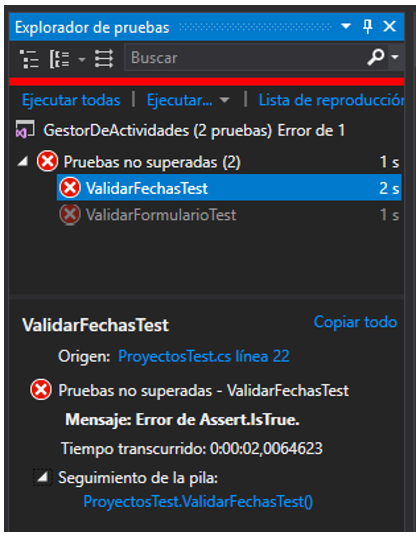 Explorador de pruebas
Buscar
Ejecutar todas | Ejecutar... | Lista de reproducción
GestorDeActividades (2 pruebas) Error de 1
Pruebas no superadas (2) 1 s
ValidarFechasTest 2 s
ValidarFormularioTest 1 s
ValidarFechasTest Copiar todo
Origen: ProyectosTest.cs línea 22
Pruebas no superadas - ValidarFechasTest
Mensaje: Error de Assert.IsTrue.
Tiempo transcurrido: 0:00:02,0064623
Seguimiento de la pila:
ProyectosTest.ValidarFechasTest()